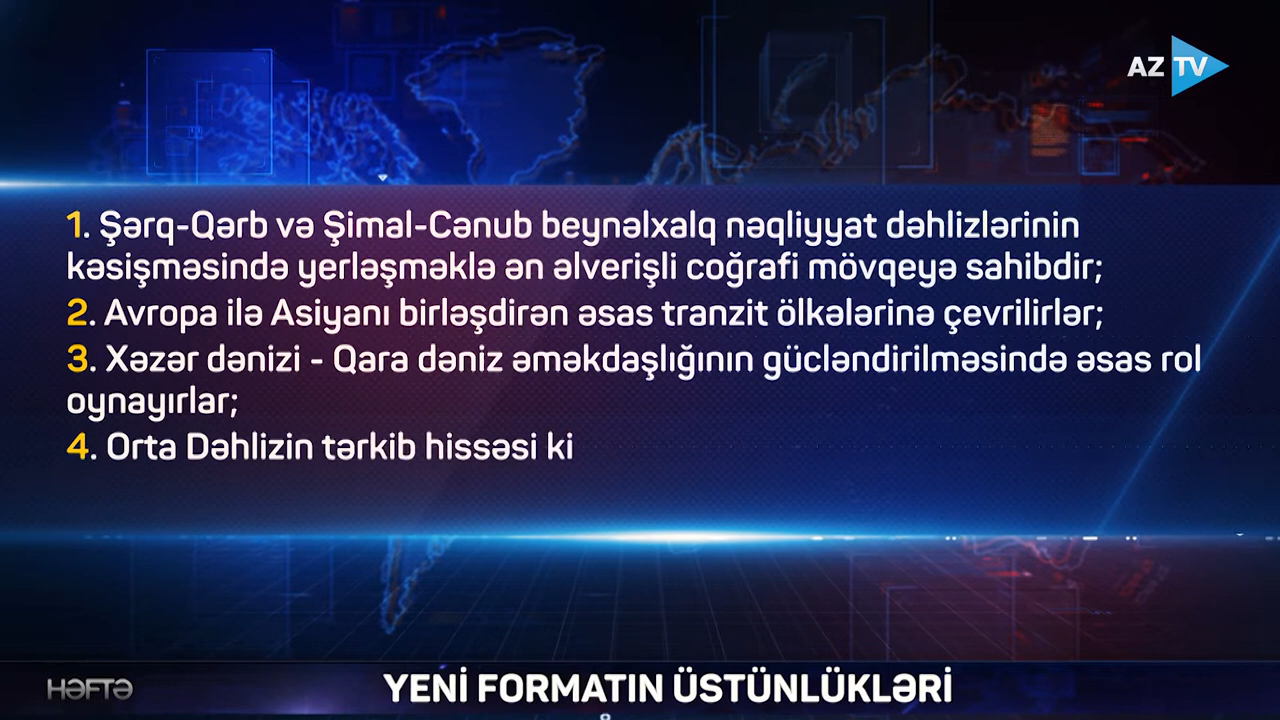 AZ TV
1. Şərq-Qərb və Şimal-Cənub beynəlxalq nəqliyyat dəhlizlərinin
kəsişməsində yerləşməklə ən əlverişli coğrafi mövqeyə sahibdir;
2. Avropa ilə Asiyanı birləşdirən əsas tranzit ölkələrinə çevrilirlər;
3. Xəzər dənizi - Qara dəniz əməkdaşlığının gücləndirilməsində əsas rol
oynayırlar;
4. Orta Dəhlizin tərkib hissəsi ki
HƏFTƏ
YENİ FORMATIN ÜSTÜNLÜKLƏRİ